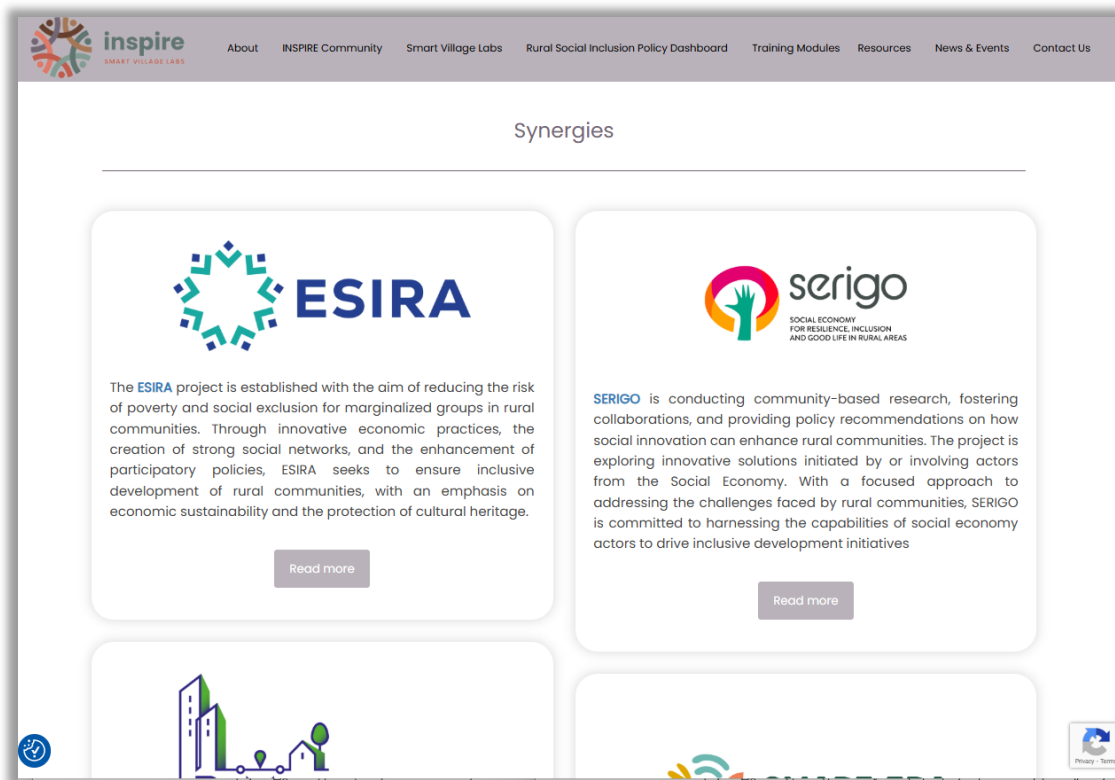 inspire
SMART VILLAGE LABS
About INSPIRE Community Smart Village Labs Rural Social Inclusion Policy Dashboard Training Modules Resources News & Events Contact Us
Synergies
ESIRA
The ESIRA project is established with the aim of reducing the risk
of poverty and social exclusion for marginalized groups in rural
communities. Through innovative economic practices, the
creation of strong social networks, and the enhancement of
participatory policies, ESIRA seeks to ensure inclusive
development of rural communities, with an emphasis on
economic sustainability and the protection of cultural heritage.
Read more
serigo
SOCIAL ECONOMY
FOR RESILIENCE, INCLUSION
AND GOOD LIFE IN RURAL AREAS
SERIGO is conducting community-based research, fostering
collaborations, and providing policy recommendations on how
social innovation can enhance rural communities. The project is
exploring innovative solutions initiated by or involving actors
from the Social Economy. With a focused approach to
addressing the challenges faced by rural communities, SERIGO
is committed to harnessing the capabilities of social economy
actors to drive inclusive development initiatives
Read more
Privacy - Term